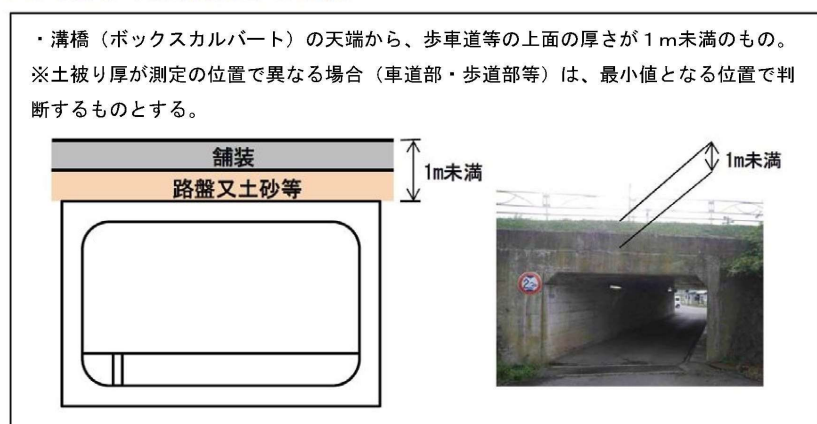 ・溝橋（ボックスカルバート）の天端から、歩車道等の上面の厚さが１ｍ未満のもの。
※土被り厚が測定の位置で異なる場合（車道部・歩道部等）は、最小値となる位置で判
断するものとする。
舗装
路盤又土砂等
1m未満
1m未満